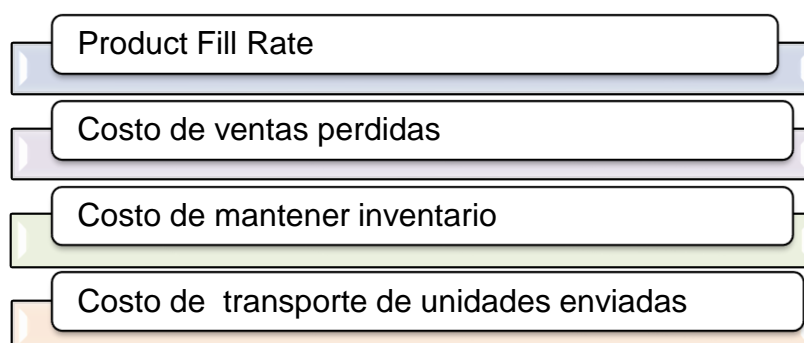 Product Fill Rate
Costo de ventas perdidas
Costo de mantener inventario
Costo de transporte de unidades enviadas